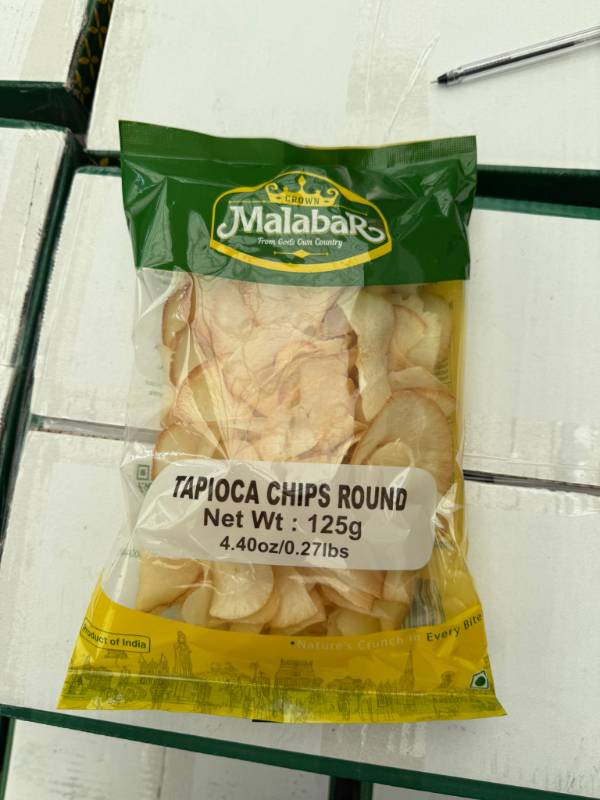 CROWN
MalabaR
From God's Own Country
TAPIOCA CHIPS ROUND
Net Wt : 125g
4.40oz/0.27lbs
Product of India
•Nature's Crunch in Every Bite